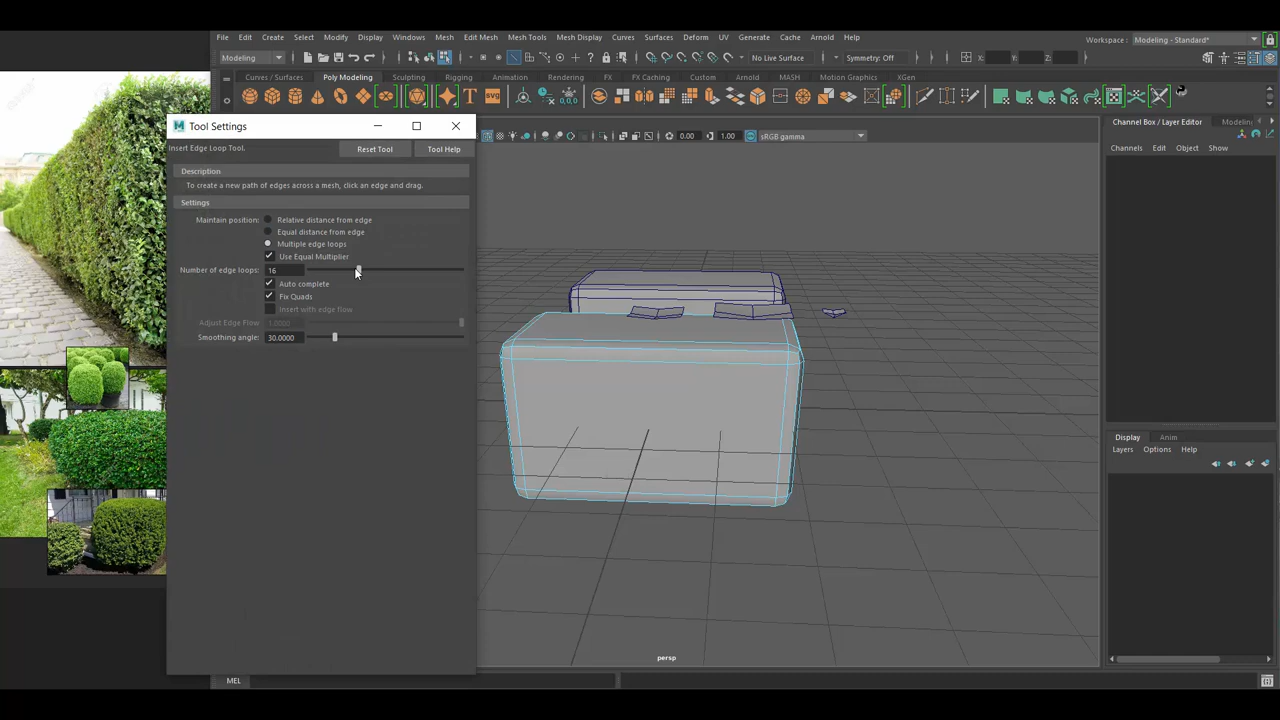 File Edit Create Select Modify Display Windows Mesh Edit Mesh Mesh Tools Mesh Display Curves Surfaces Deform UV Generate Cache Arnold Help
Workspace : Modeling - Standard*
Modeling
No Live Surface
Symmetry: Off
X:
Y:
Z:
Curves / Surfaces Poly Modeling Sculpting Rigging Animation Rendering FX FX Caching Custom Arnold MASH Motion Graphics XGen
SVG
0,0,0
Tool Settings
0.00
1.00
sRGB gamma
Channel Box / Layer Editor
Insert Edge Loop Tool.
Reset Tool
Tool Help
Channels Edit Object Show
Description
To create a new path of edges across a mesh, click an edge and drag.
Settings
Maintain position:
Relative distance from edge
Equal distance from edge
Multiple edge loops
Use Equal Multiplier
Number of edge loops: 16
Auto complete
Fix Quads
Insert with edge flow
Adjust Edge Flow 1.0000
Smoothing angle: 30.0000
Display Anim
Layers Options Help
persp
MEL